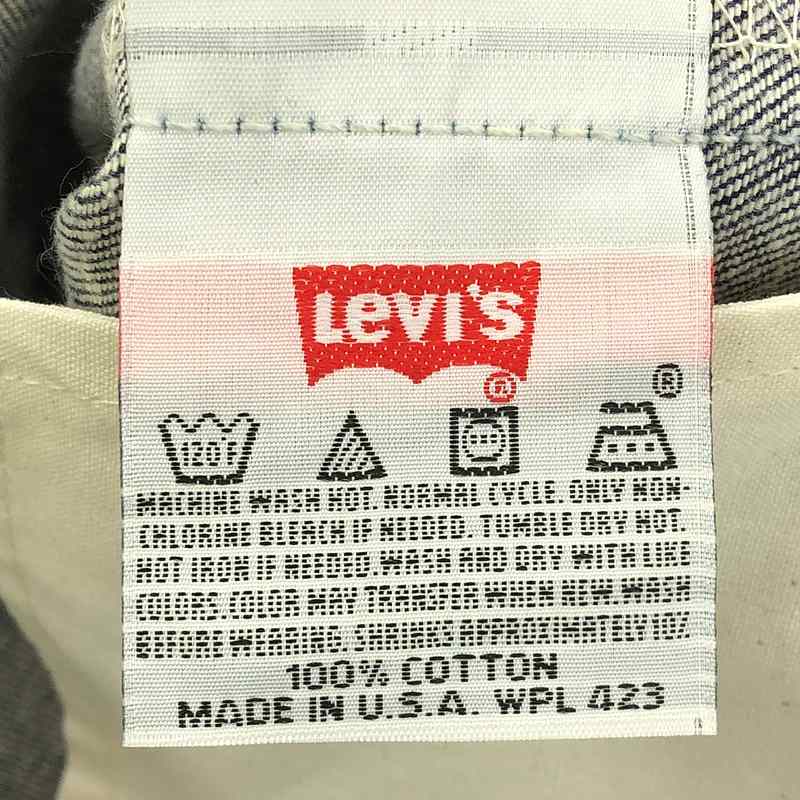 LEVI'S
®
®
120°F
MACHINE WASH HOT. NORMAL CYCLE. ONLY NON-
CHLORINE BLEACH IF NEEDED. TUMBLE DRY HOT.
HOT IRON IF NEEDED. WASH AND DRY WITH LIKE
COLORS. COLOR MAY TRANSFER WHEN NEW. WASH
BEFORE WEARING. SHRINKS APPROXIMATELY 10%
100% COTTON
MADE IN U.S.A. WPL 423